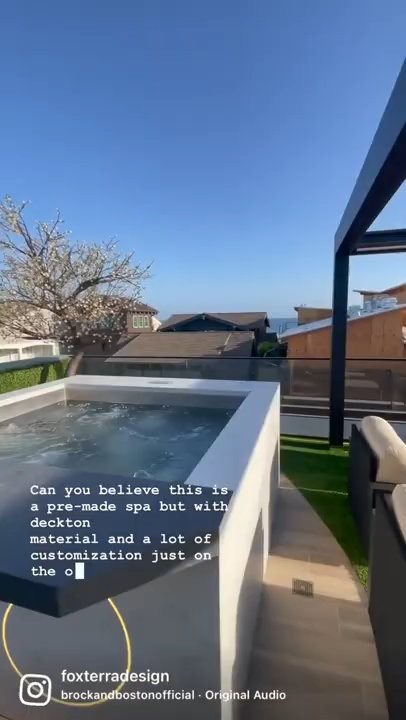 Can you believe this is
a pre-made spa but with
deckton
material and a lot of
customization just on
the o
foxterradesign
brockandbostonofficial · Original Audio